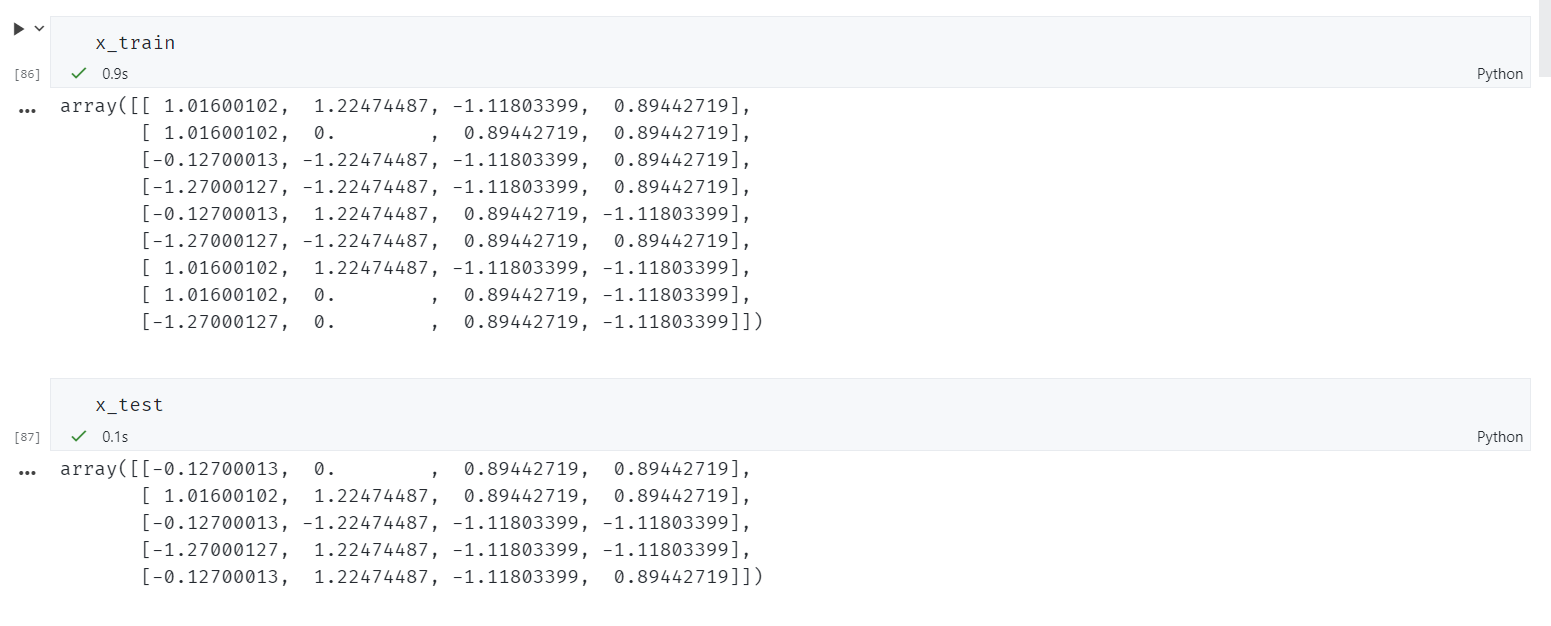 x_train
[86] 0.9s Python
array([[ 1.01600102,  1.22474487, -1.11803399,  0.89442719],
       [ 1.01600102,  0.        ,  0.89442719,  0.89442719],
       [-0.12700013, -1.22474487, -1.11803399,  0.89442719],
       [-1.27000127, -1.22474487, -1.11803399,  0.89442719],
       [-0.12700013,  1.22474487,  0.89442719, -1.11803399],
       [-1.27000127, -1.22474487,  0.89442719,  0.89442719],
       [ 1.01600102,  1.22474487, -1.11803399, -1.11803399],
       [ 1.01600102,  0.        ,  0.89442719, -1.11803399],
       [-1.27000127,  0.        ,  0.89442719, -1.11803399]])
x_test
[87] 0.1s Python
array([[-0.12700013,  0.        ,  0.89442719,  0.89442719],
       [ 1.01600102,  1.22474487,  0.89442719,  0.89442719],
       [-0.12700013, -1.22474487, -1.11803399, -1.11803399],
       [-1.27000127,  1.22474487, -1.11803399, -1.11803399],
       [-0.12700013,  1.22474487, -1.11803399,  0.89442719]])